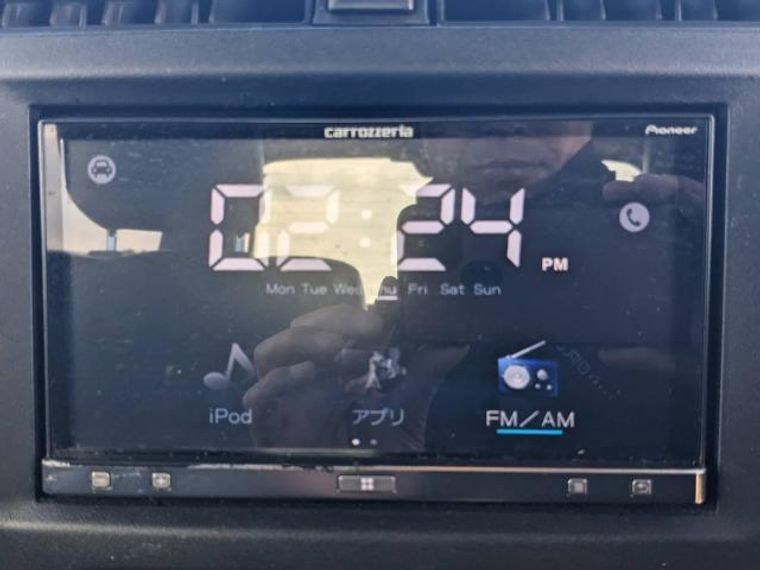 carrozzeria Pioneer
02:24 PM
Mon Tue Wed Thu Fri Sat Sun
iPod アプリ FM/AM